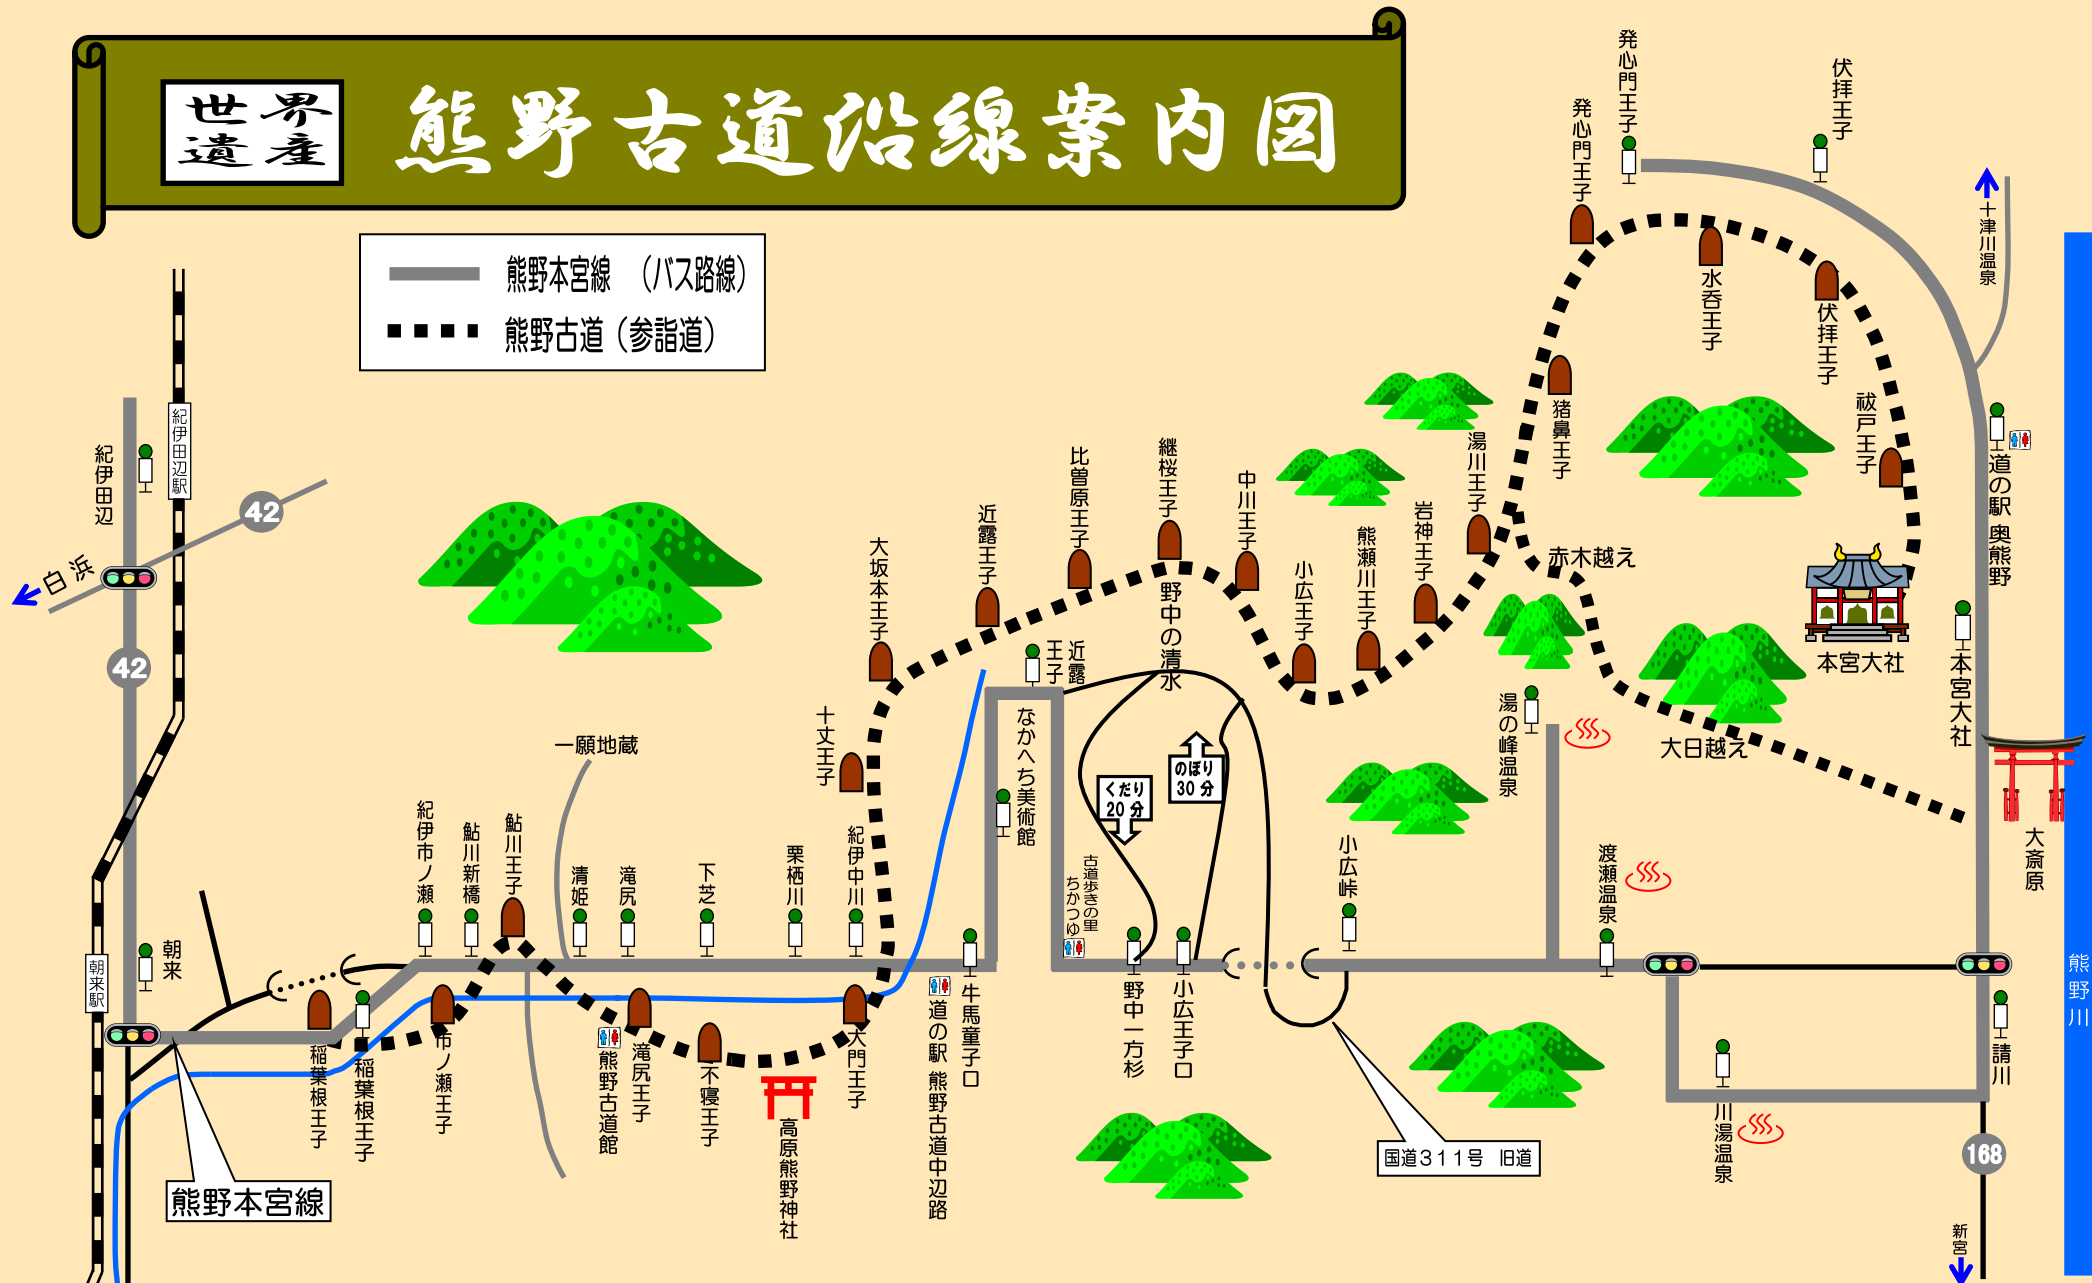 世界
遺産
熊野古道沿線案内図
熊野本宮線 （バス路線）
熊野古道（参詣道）
紀伊田辺
紀伊田辺駅
42
白浜
42
朝来
朝来駅
熊野本宮線
稲葉根王子
稲葉根王子
紀伊市ノ瀬
鮎川新橋
鮎川王子
市ノ瀬王子
一願地蔵
清姫
滝尻
熊野古道館
滝尻王子
下芝
不寝王子
高原熊野神社
栗栖川
紀伊中川
大門王子
十丈王子
大坂本王子
近露王子
道の駅 熊野古道中辺路
牛馬童子口
なかへち美術館
近露
王子
古道歩きの里
ちかつゆ
比曽原王子
継桜王子
野中の清水
中川王子
くだり
20 分
のぼり
30 分
野中一方杉
小広王子口
小広王子
熊瀬川王子
岩神王子
湯川王子
小広峠
国道３１１号 旧道
猪鼻王子
発心門王子
発心門王子
水呑王子
伏拝王子
伏拝王子
祓戸王子
十津川温泉
道の駅 奥熊野
赤木越え
本宮大社
本宮大社
大日越え
湯の峰温泉
渡瀬温泉
大斎原
熊野川
請川
川湯温泉
168
新宮